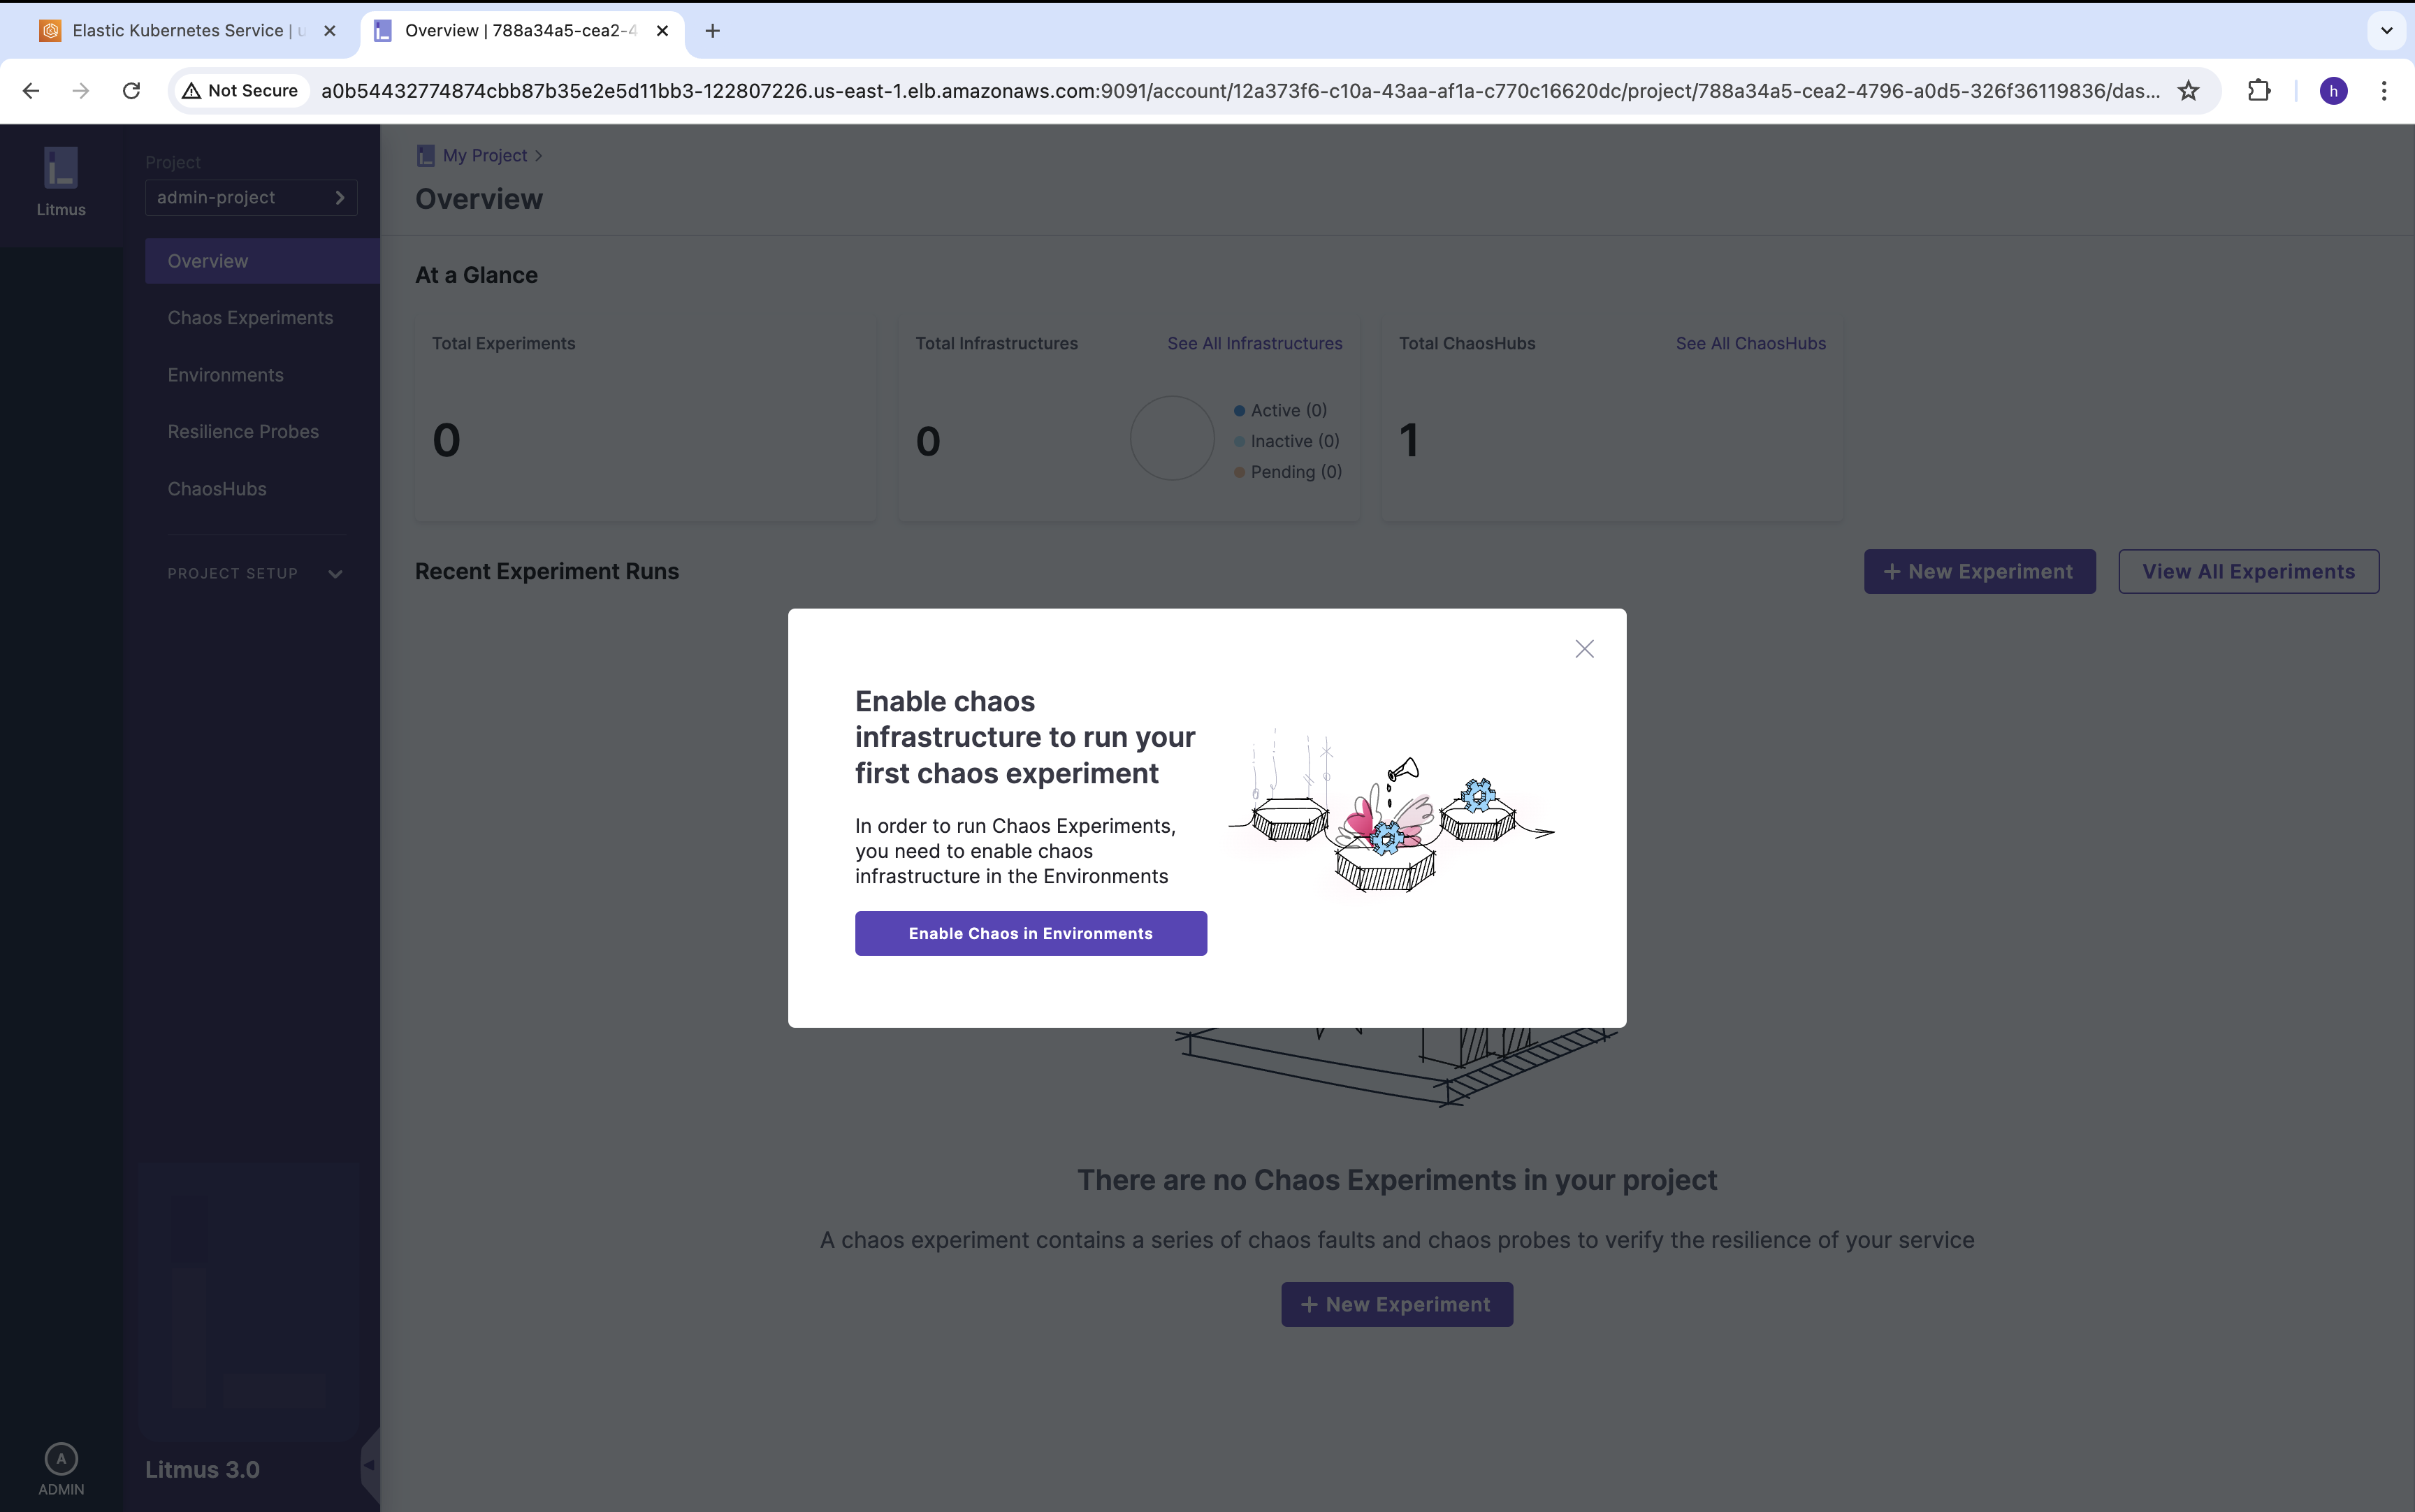 Elastic Kubernetes Service | u
Overview | 788a34a5-cea2-4
Not Secure
a0b54432774874cbb87b35e2e5d11bb3-122807226.us-east-1.elb.amazonaws.com:9091/account/12a373f6-c10a-43aa-af1a-c770c16620dc/project/788a34a5-cea2-4796-a0d5-326f36119836/das...
h
Litmus
Project
admin-project
Overview
Chaos Experiments
Environments
Resilience Probes
ChaosHubs
PROJECT SETUP
Litmus 3.0
A
ADMIN
My Project
Overview
At a Glance
Total Experiments
0
Total Infrastructures
See All Infrastructures
0
Active (0)
Inactive (0)
Pending (0)
Total ChaosHubs
See All ChaosHubs
1
Recent Experiment Runs
+ New Experiment
View All Experiments
Enable chaos
infrastructure to run your
first chaos experiment
In order to run Chaos Experiments,
you need to enable chaos
infrastructure in the Environments
Enable Chaos in Environments
There are no Chaos Experiments in your project
A chaos experiment contains a series of chaos faults and chaos probes to verify the resilience of your service
+ New Experiment